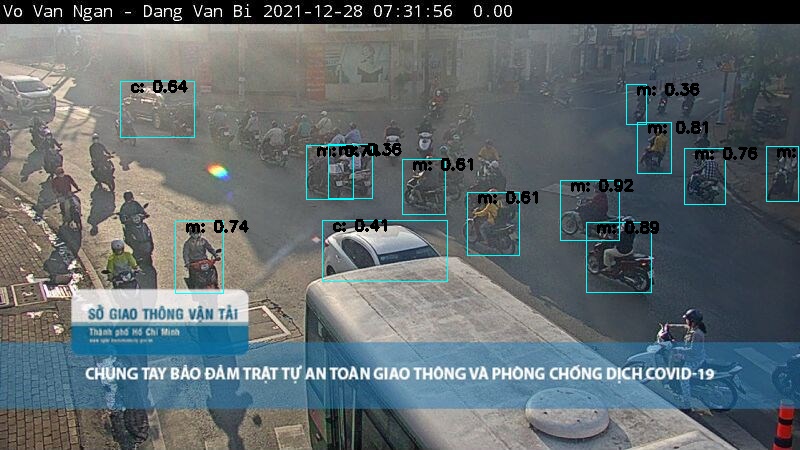 Vo Van Ngan - Dang Van Bi 2021-12-28 07:31:56 0.00
c: 0.64
m: 0.36
m: 0.81
m: 0.36
m: 0.61
m: 0.76
m:
m: 0.61
m: 0.92
m: 0.74
c: 0.41
m: 0.89
SỞ GIAO THÔNG VẬN TẢI
Thành phố Hồ Chí Minh
CHUNG TAY BẢO ĐẢM TRẬT TỰ AN TOÀN GIAO THÔNG VÀ PHÒNG CHỐNG DỊCH COVID-19